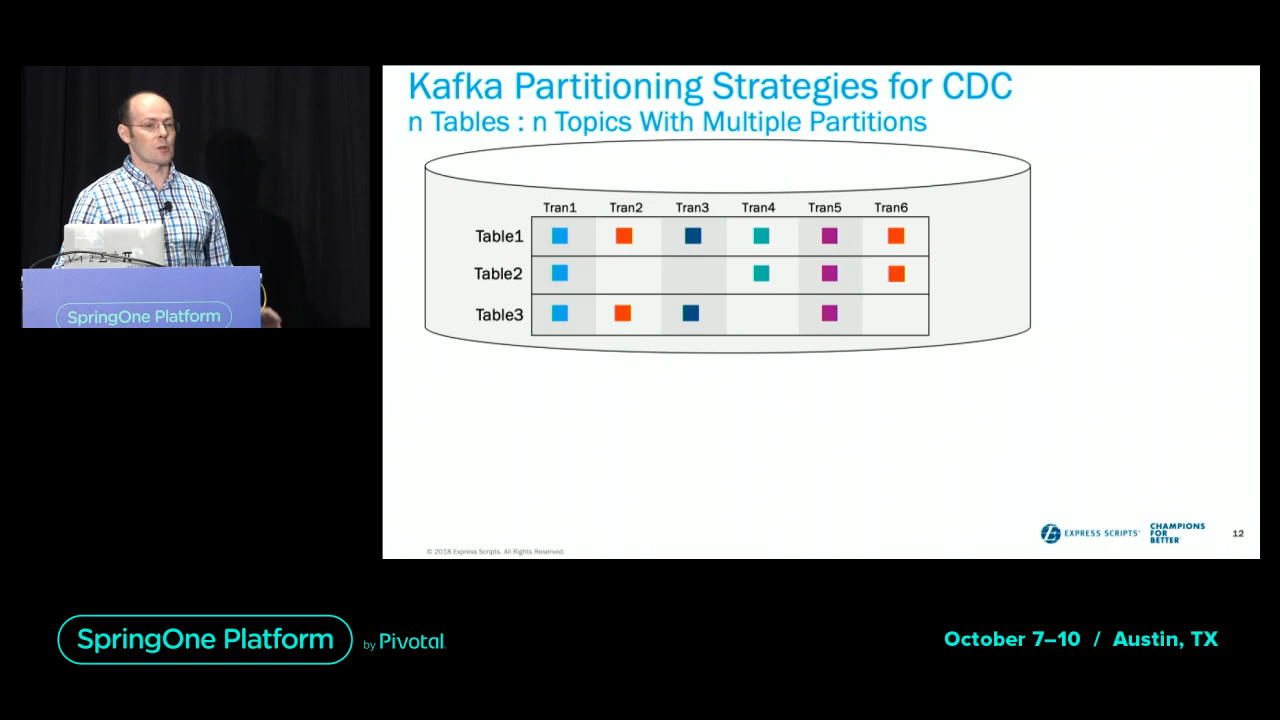 Kafka Partitioning Strategies for CDC
n Tables : n Topics With Multiple Partitions
Tran1 Tran2 Tran3 Tran4 Tran5 Tran6
Table1
Table2
Table3
SpringOne Platform
EXPRESS SCRIPTS®
CHAMPIONS
FOR
BETTER
12
© 2018 Express Scripts. All Rights Reserved.
SpringOne Platform by Pivotal
October 7–10 / Austin, TX